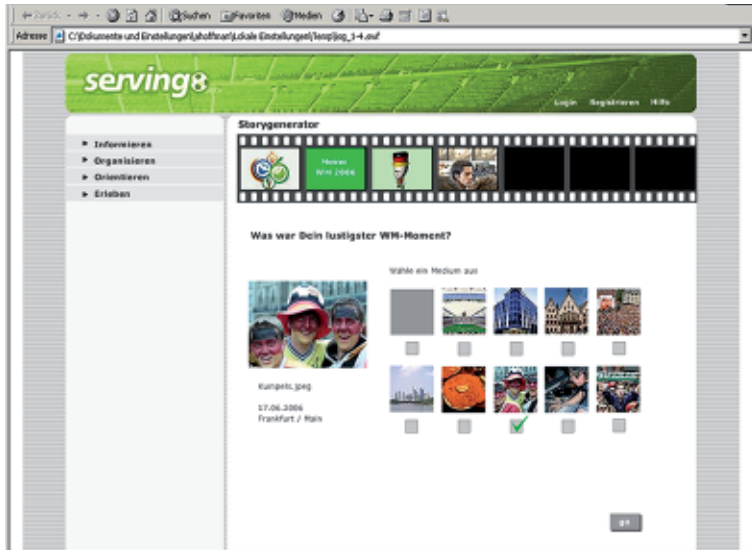 Zurück
Suchen Favoriten Medien
Adresse C:\Dokumente und Einstellungen\ahoffman\Lokale Einstellungen\Temp\sg_1-4.swf
servingo
Login Registrieren Hilfe
Storygenerator
Informieren
Organisieren
Orientieren
Erleben
Meine
WM 2006
Was war Dein lustigster WM-Moment?
Wähle ein Medium aus
Kumpels.jpeg
17.06.2006
Frankfurt / Main
go